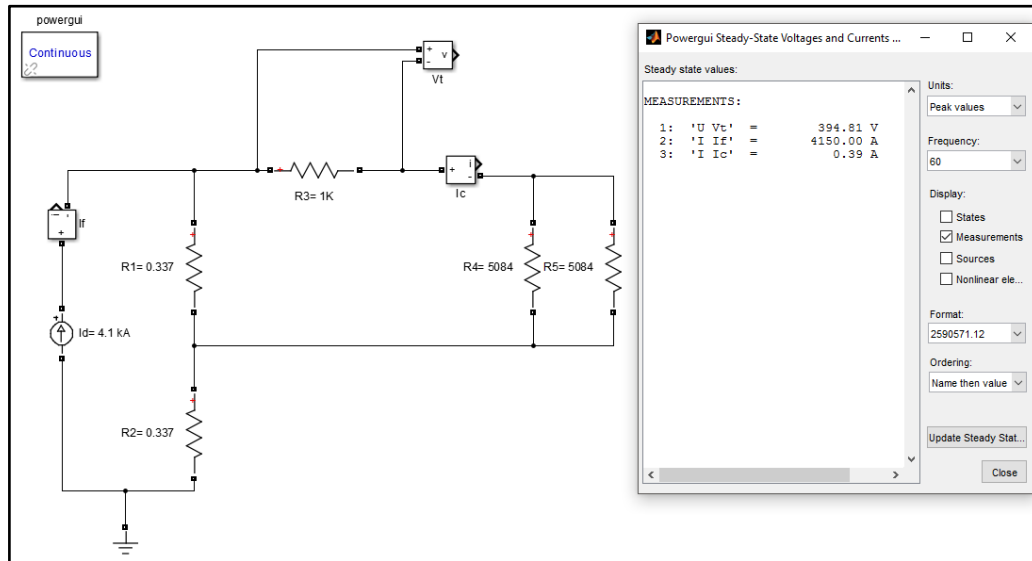 powergui
Continuous
+
-
v
Vt
+
R3= 1K
+
-
i
Ic
-
+
If
+
R1= 0.337
+
R4= 5084
+
R5= 5084
+
Id= 4.1 kA
+
R2= 0.337
Powergui Steady-State Voltages and Currents ...
Steady state values:
MEASUREMENTS:
1: 'U Vt' = 394.81 V
2: 'I If' = 4150.00 A
3: 'I Ic' = 0.39 A
Units:
Peak values
Frequency:
60
Display:
States
Measurements
Sources
Nonlinear ele...
Format:
2590571.12
Ordering:
Name then value
Update Steady Stat...
Close